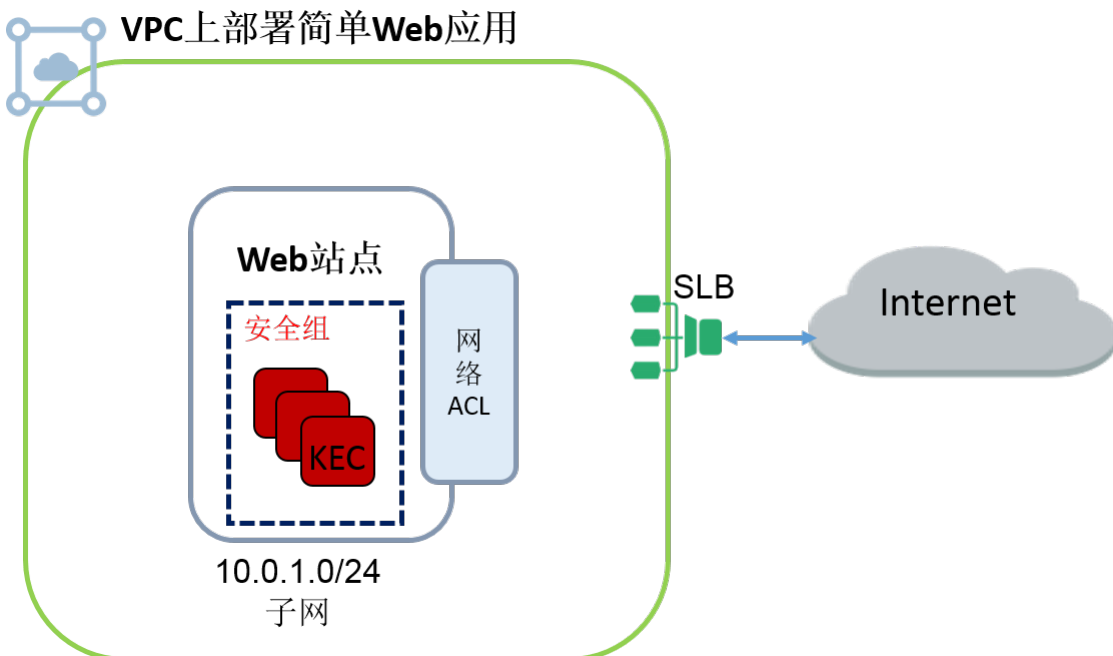 VPC上部署简单Web应用
Web站点
安全组
KEC
网
络
ACL
10.0.1.0/24
子网
SLB
Internet